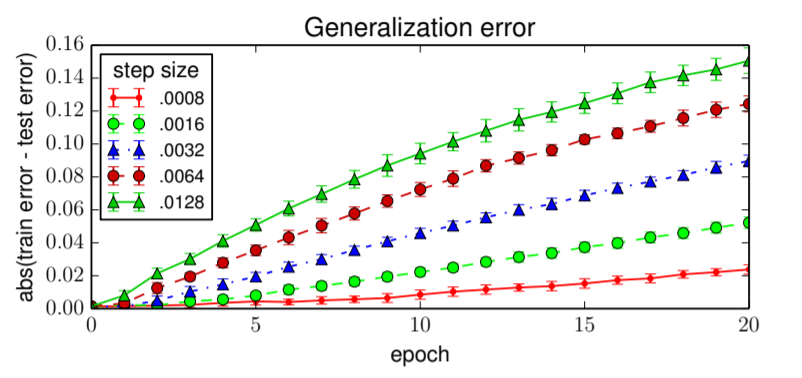 Generalization error
abs(train error - test error)
0.16
0.14
0.12
0.10
0.08
0.06
0.04
0.02
0.00
step size
.0008
.0016
.0032
.0064
.0128
0 5 10 15 20
epoch